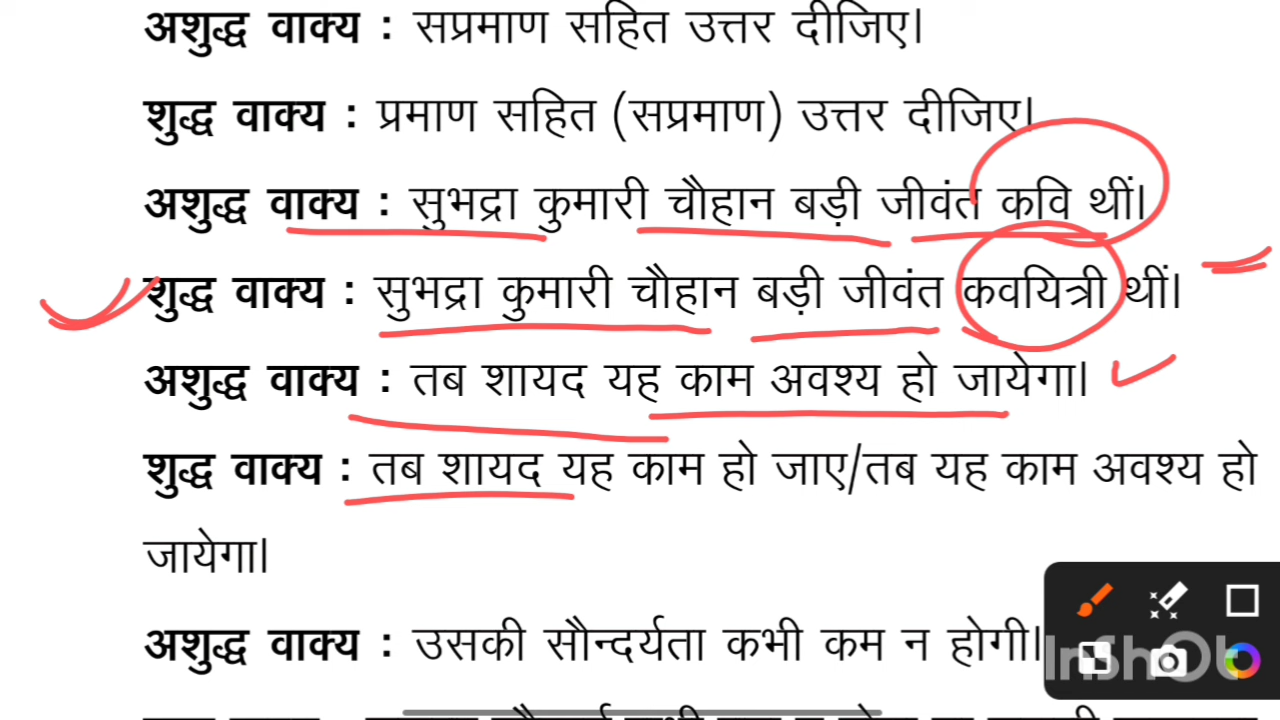 अशुद्ध वाक्य : सप्रमाण सहित उत्तर दीजिए।
शुद्ध वाक्य : प्रमाण सहित (सप्रमाण) उत्तर दीजिए।
अशुद्ध वाक्य : सुभद्रा कुमारी चौहान बड़ी जीवंत कवि थीं।
शुद्ध वाक्य : सुभद्रा कुमारी चौहान बड़ी जीवंत कवयित्री थीं।
अशुद्ध वाक्य : तब शायद यह काम अवश्य हो जायेगा।
शुद्ध वाक्य : तब शायद यह काम हो जाए/तब यह काम अवश्य हो
जायेगा।
अशुद्ध वाक्य : उसकी सौन्दर्यता कभी कम न होगी।
InShOt